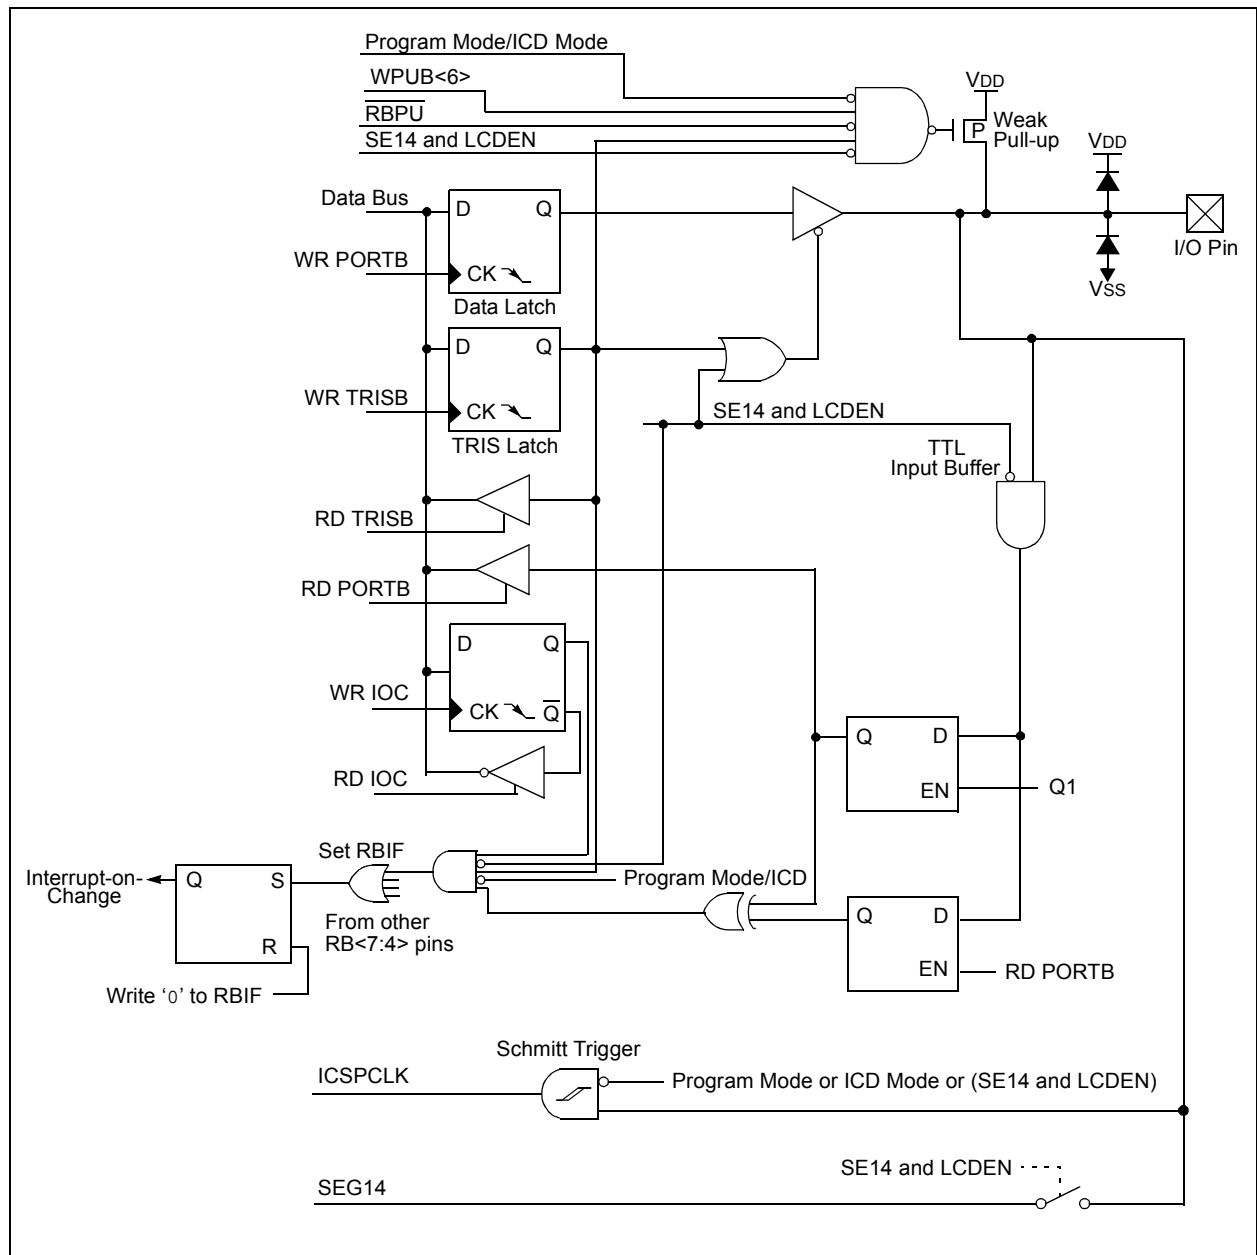 Program Mode/ICD Mode
WPUB<6>
RBPU
SE14 and LCDEN
VDD
P
Weak
Pull-up
VDD
Data Bus
D
Q
I/O Pin
WR PORTB
CK
VSS
Data Latch
D
Q
WR TRISB
CK
SE14 and LCDEN
TRIS Latch
TTL
Input Buffer
RD TRISB
RD PORTB
D
Q
WR IOC
CK
Q
Q
D
RD IOC
EN
Q1
Set RBIF
Interrupt-on-
Change
Q
S
Program Mode/ICD
From other
RB<7:4> pins
Q
D
R
EN
RD PORTB
Write ‘0’ to RBIF
Schmitt Trigger
ICSPCLK
Program Mode or ICD Mode or (SE14 and LCDEN)
SE14 and LCDEN
SEG14